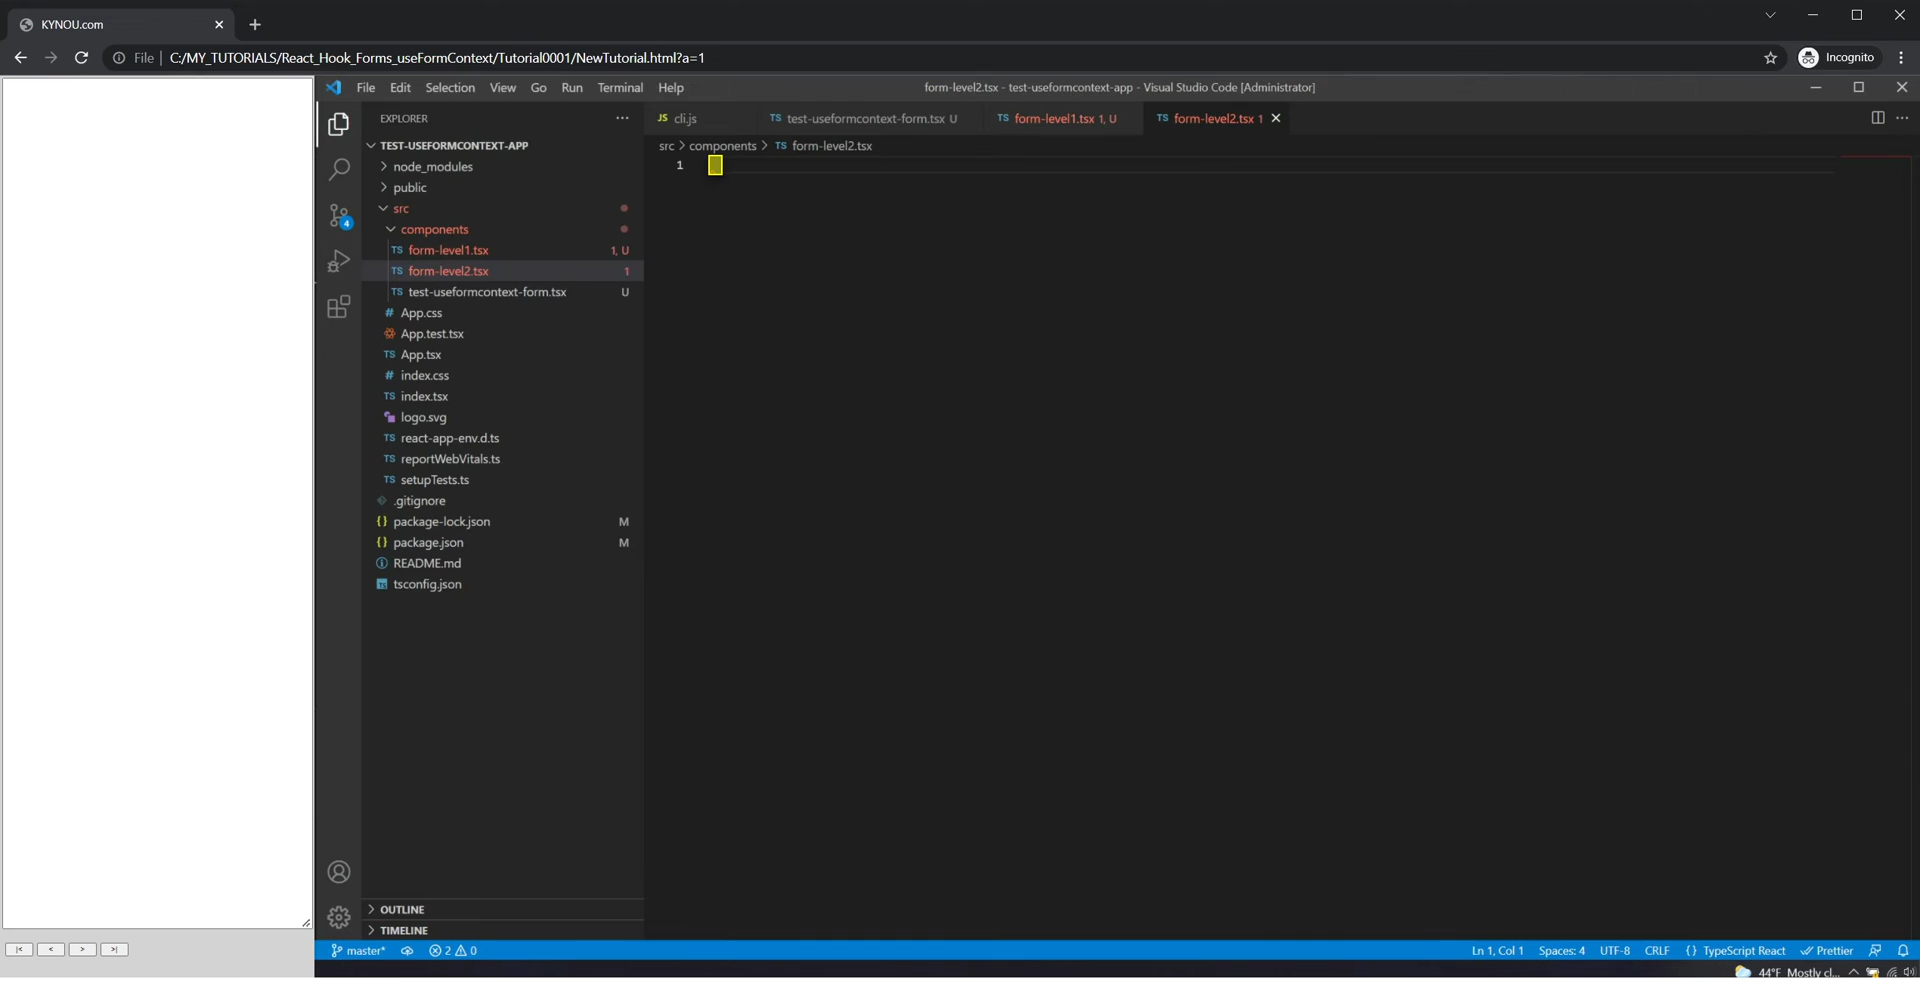 KYNOU.com
File C:/MY_TUTORIALS/React_Hook_Forms_useFormContext/Tutorial0001/NewTutorial.html?a=1
Incognito
File Edit Selection View Go Run Terminal Help
form-level2.tsx - test-useformcontext-app - Visual Studio Code [Administrator]
EXPLORER
JS cli.js
TS test-useformcontext-form.tsx U
TS form-level1.tsx 1, U
TS form-level2.tsx 1
TEST-USEFORMCONTEXT-APP
src > components > TS form-level2.tsx
1
node_modules
public
src
4
components
TS form-level1.tsx 1, U
TS form-level2.tsx 1
TS test-useformcontext-form.tsx U
# App.css
App.test.tsx
TS App.tsx
# index.css
TS index.tsx
logo.svg
TS react-app-env.d.ts
TS reportWebVitals.ts
TS setupTests.ts
.gitignore
{} package-lock.json M
{} package.json M
README.md
TS tsconfig.json
OUTLINE
TIMELINE
|< < > >|
master* 2 0
Ln 1, Col 1 Spaces: 4 UTF-8 CRLF {} TypeScript React Prettier
44°F Mostly cl...